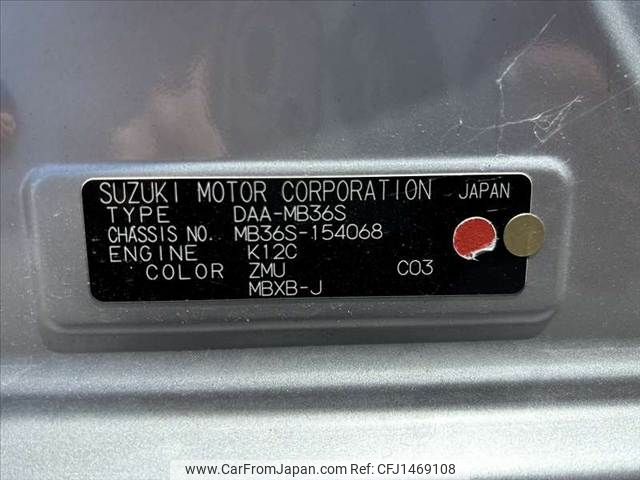 SUZUKI MOTOR CORPORATION JAPAN
TYPE DAA-MB36S
CHASSIS NO. MB36S-154068
ENGINE K12C
COLOR ZMU C03
MBXB-J
www.CarFromJapan.com | Ref No: CFJ1469108